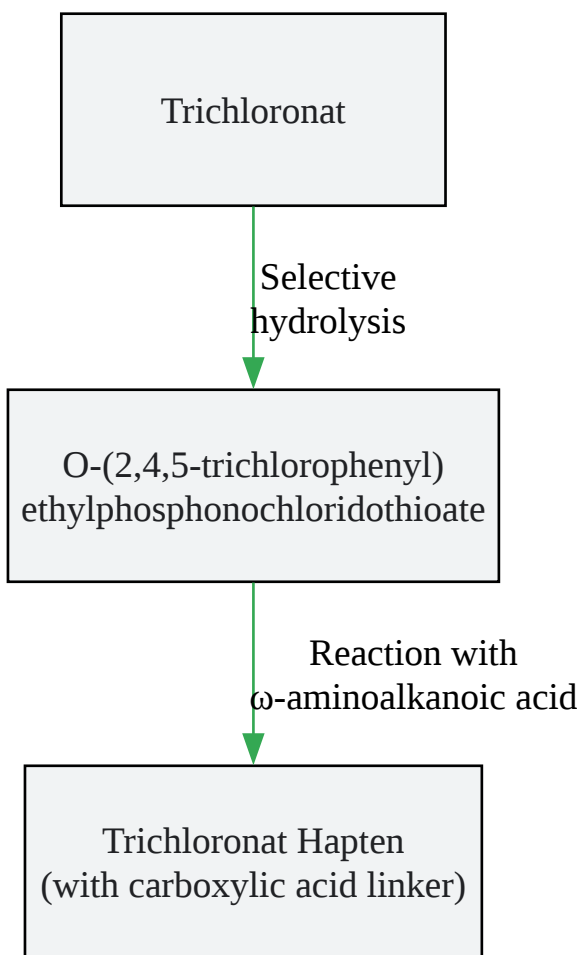 Trichloronat
Selective
hydrolysis
O-(2,4,5-trichlorophenyl)
ethylphosphonochloridothioate
Reaction with
ω-aminoalkanoic acid
Trichloronat Hapten
(with carboxylic acid linker)